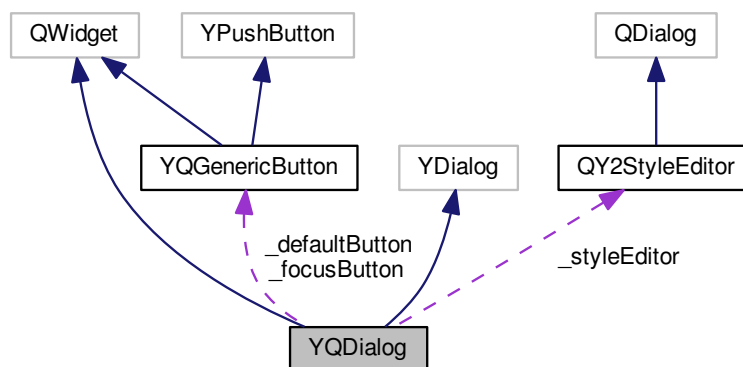 QWidget
YPushButton
QDialog
YQGenericButton
YDialog
QY2StyleEditor
_defaultButton
_focusButton
_styleEditor
YQDialog